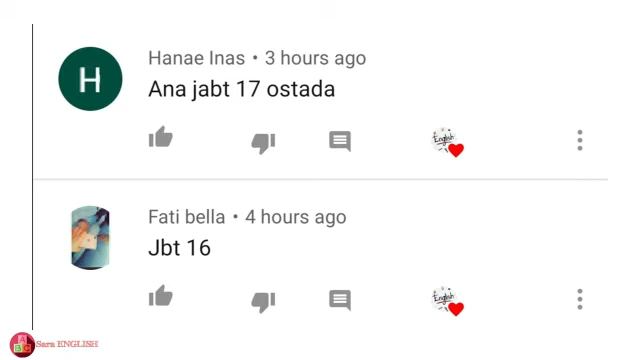 H
Hanae Inas • 3 hours ago
Ana jabt 17 ostada
English
Fati bella • 4 hours ago
Jbt 16
English
ABC
Sara ENGLISH